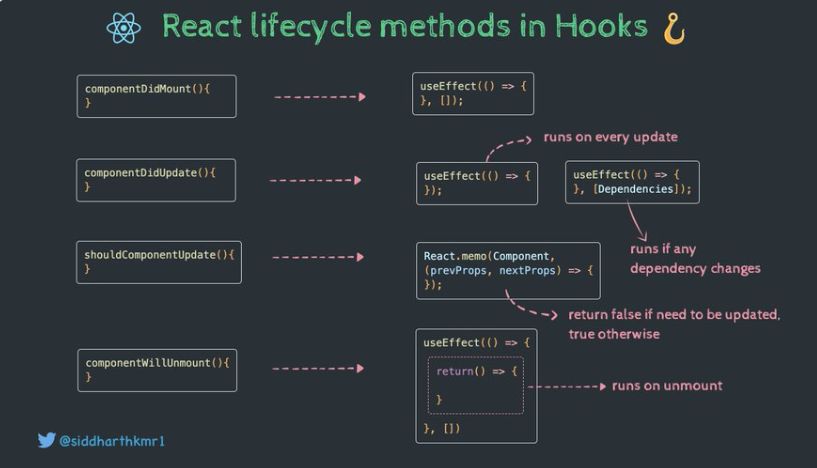 React lifecycle methods in Hooks
componentDidMount(){
}
useEffect(() => {
}, []);
runs on every update
componentDidUpdate(){
}
useEffect(() => {
});
useEffect(() => {
}, [Dependencies]);
runs if any
dependency changes
shouldComponentUpdate(){
}
React.memo(Component,
(prevProps, nextProps) => {
});
return false if need to be updated,
true otherwise
componentWillUnmount(){
}
useEffect(() => {
return() => {
}
}, [])
runs on unmount
@siddharthkmr1